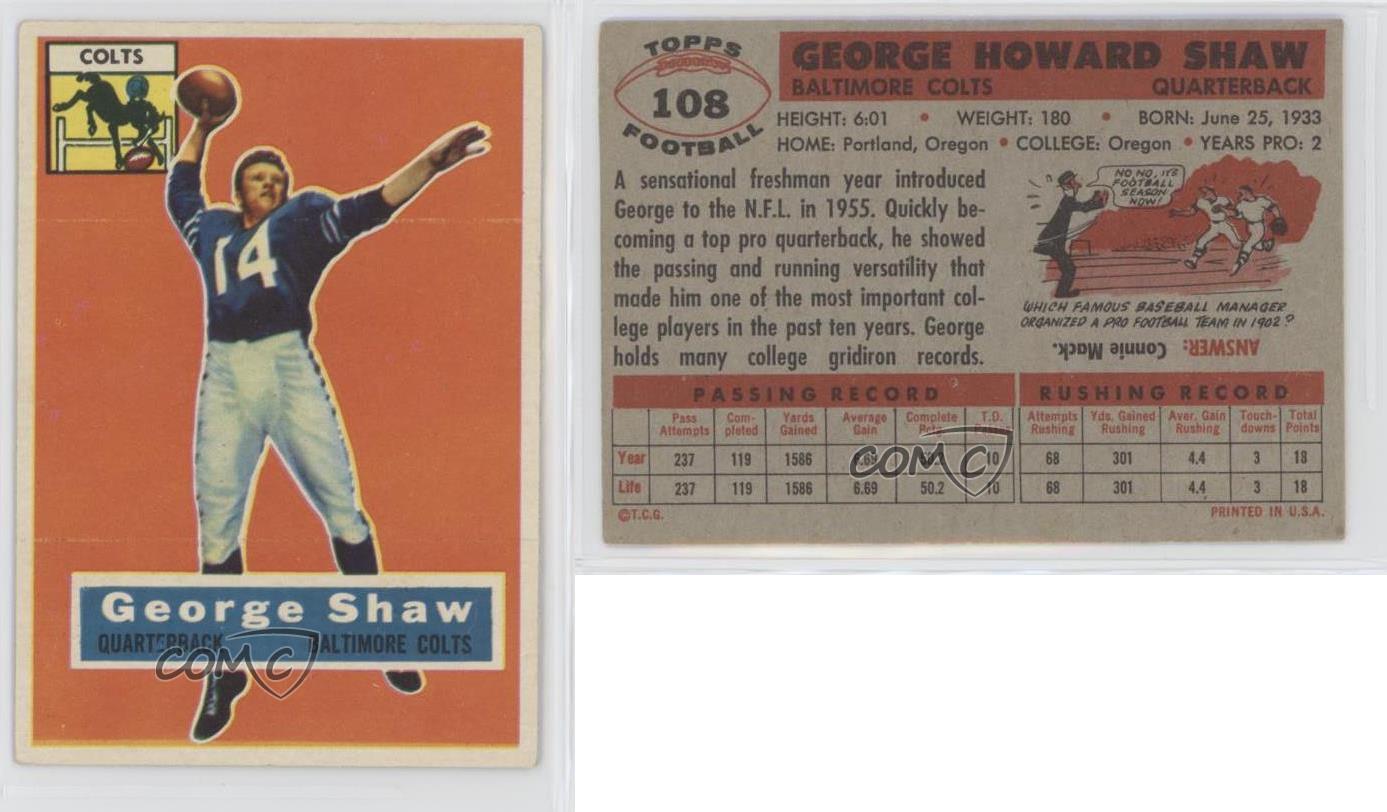 COLTS
14
George Shaw
QUARTERBACK BALTIMORE COLTS
COMC
TOPPS
108
FOOTBALL
GEORGE HOWARD SHAW
BALTIMORE COLTS QUARTERBACK
HEIGHT: 6:01 • WEIGHT: 180 • BORN: June 25, 1933
HOME: Portland, Oregon • COLLEGE: Oregon • YEARS PRO: 2
A sensational freshman year introduced
George to the N.F.L. in 1955. Quickly be-
coming a top pro quarterback, he showed
the passing and running versatility that
made him one of the most important col-
lege players in the past ten years. George
holds many college gridiron records.
NO NO, IT'S
FOOTBALL
SEASON
NOW!
WHICH FAMOUS BASEBALL MANAGER
ORGANIZED A PRO FOOTBALL TEAM IN 1902?
ANSWER: Connie Mack.
PASSING RECORD
Pass Attempts Com-pleted Yards Gained Average Gain Complete Pctg. T.D.
Year 237 119 1586 6.69 50.2 10
Life 237 119 1586 6.69 50.2 10
RUSHING RECORD
Attempts Rushing Yds. Gained Rushing Aver. Gain Rushing Touch-downs Total Points
68 301 4.4 3 18
68 301 4.4 3 18
COMC
©T.C.G. PRINTED IN U.S.A.